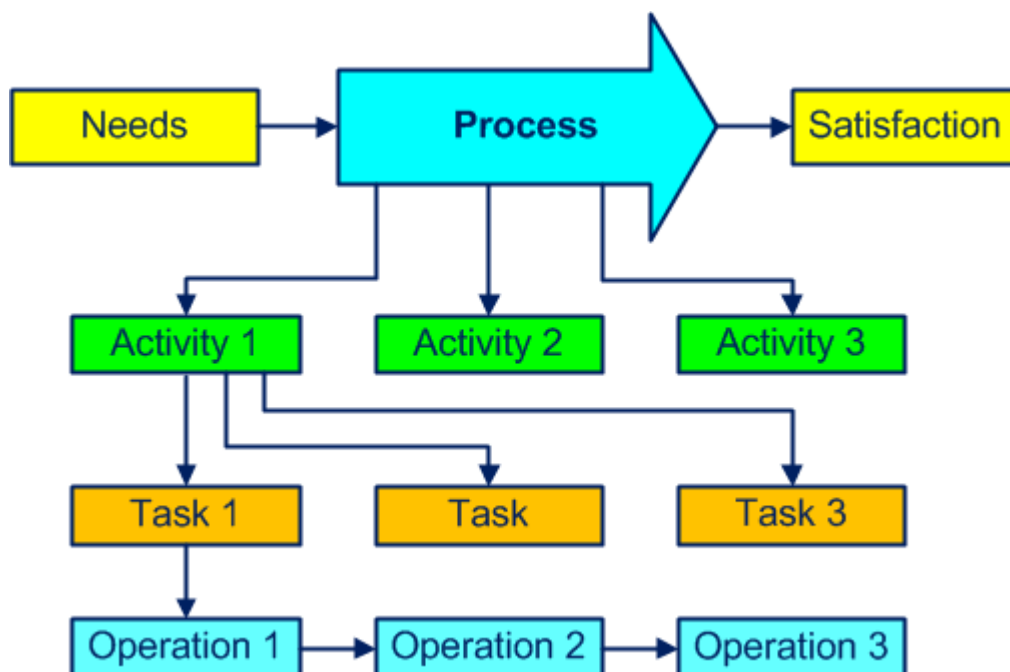 Needs
Process
Satisfaction
Activity 1
Activity 2
Activity 3
Task 1
Task
Task 3
Operation 1
Operation 2
Operation 3